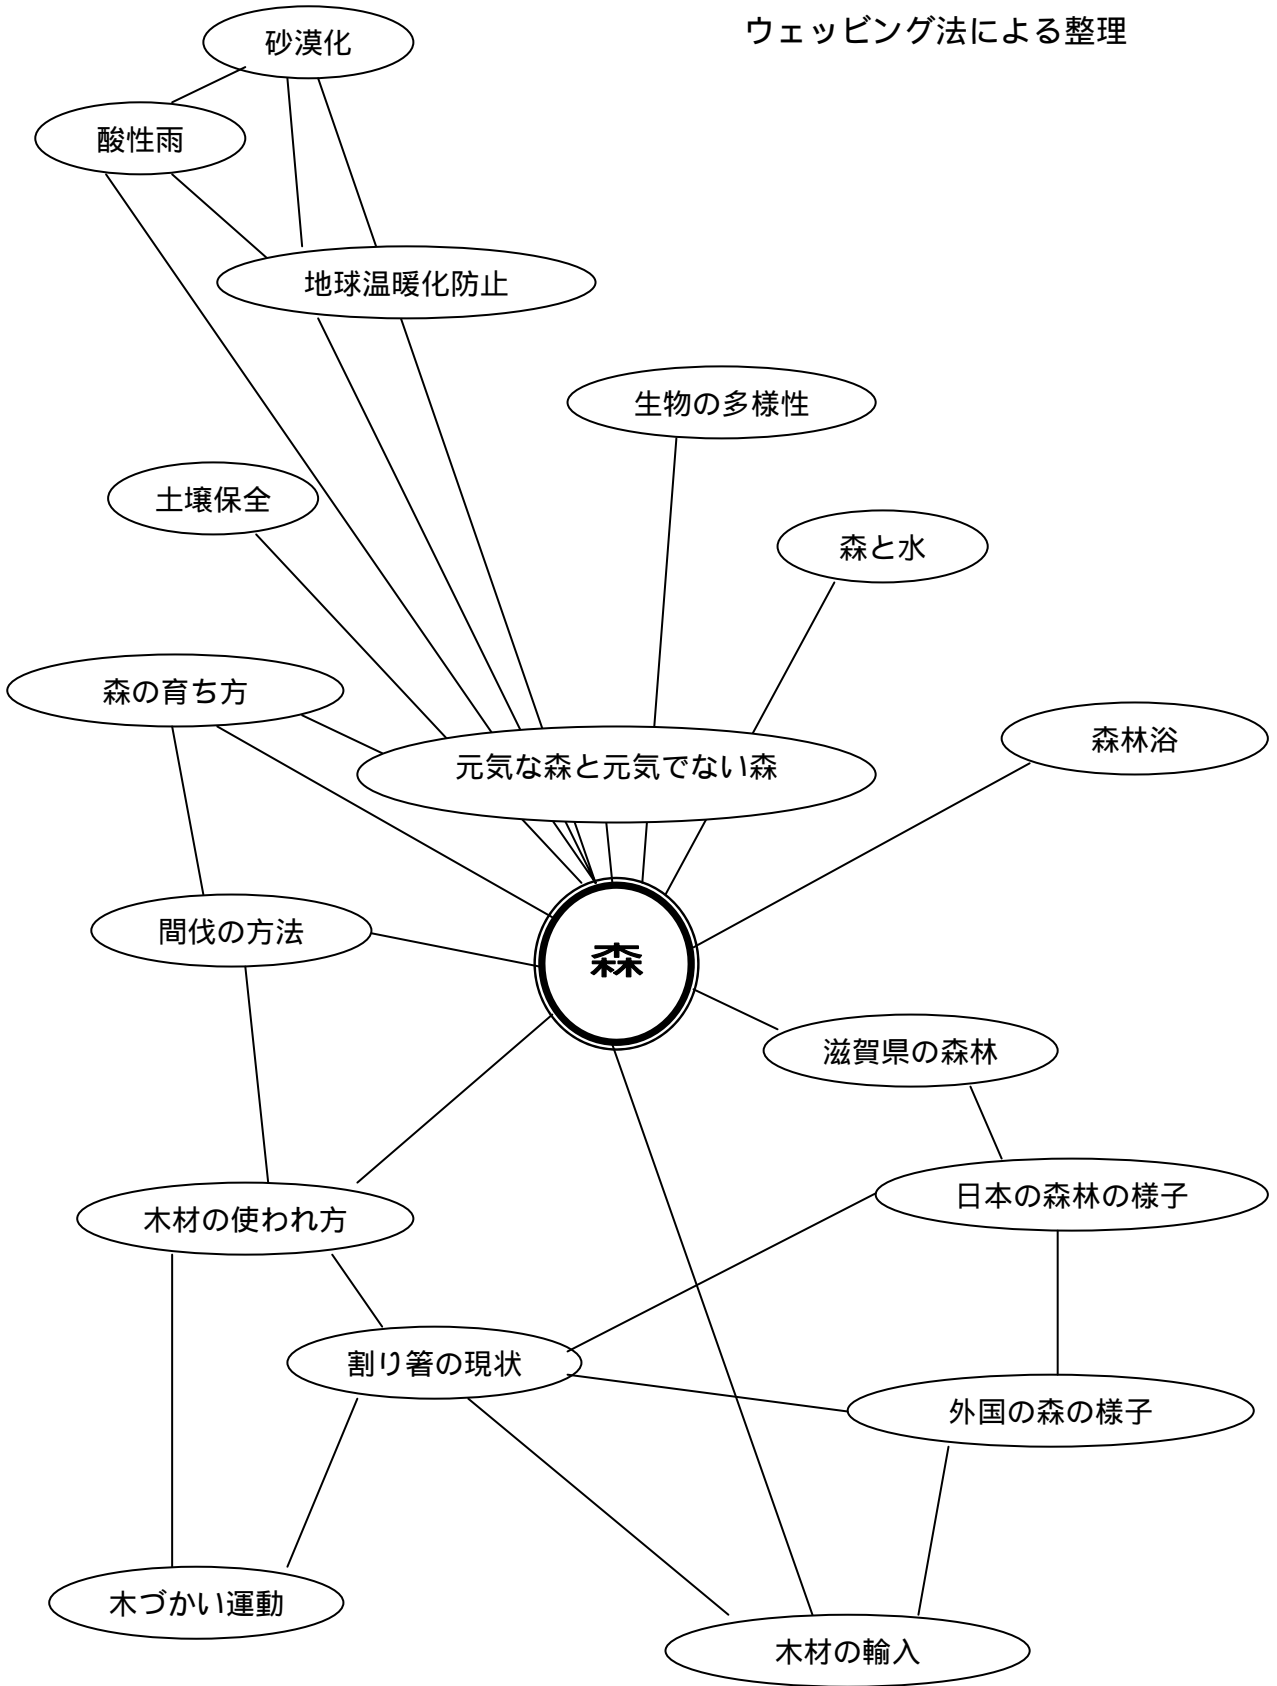 ウェッビング法による整理
砂漠化
酸性雨
地球温暖化防止
生物の多様性
土壌保全
森と水
森の育ち方
森林浴
元気な森と元気でない森
間伐の方法
森
滋賀県の森林
日本の森林の様子
木材の使われ方
割り箸の現状
外国の森の様子
木づかい運動
木材の輸入